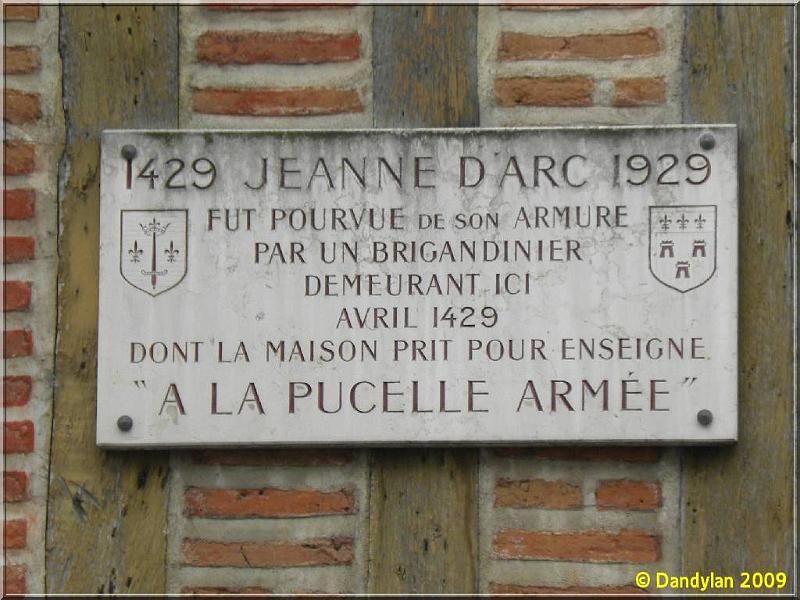 1429 JEANNE D'ARC 1929
FUT POURVUE DE SON ARMURE
PAR UN BRIGANDINIER
DEMEURANT ICI
AVRIL 1429
DONT LA MAISON PRIT POUR ENSEIGNE
"A LA PUCELLE ARMÉE"
© Dandylan 2009